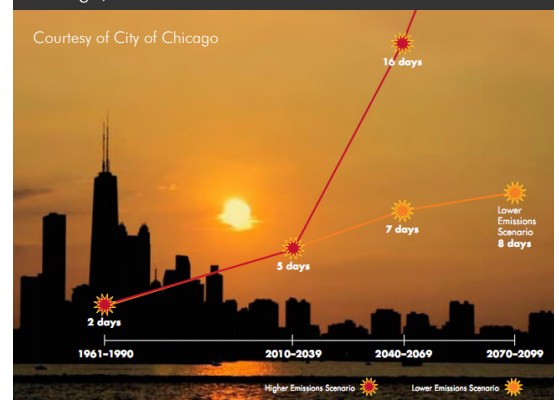 Courtesy of City of Chicago
16 days
7 days
Lower
Emissions
Scenario
8 days
5 days
2 days
1961–1990
2010–2039
2040–2069
2070–2099
Higher Emissions Scenario
Lower Emissions Scenario